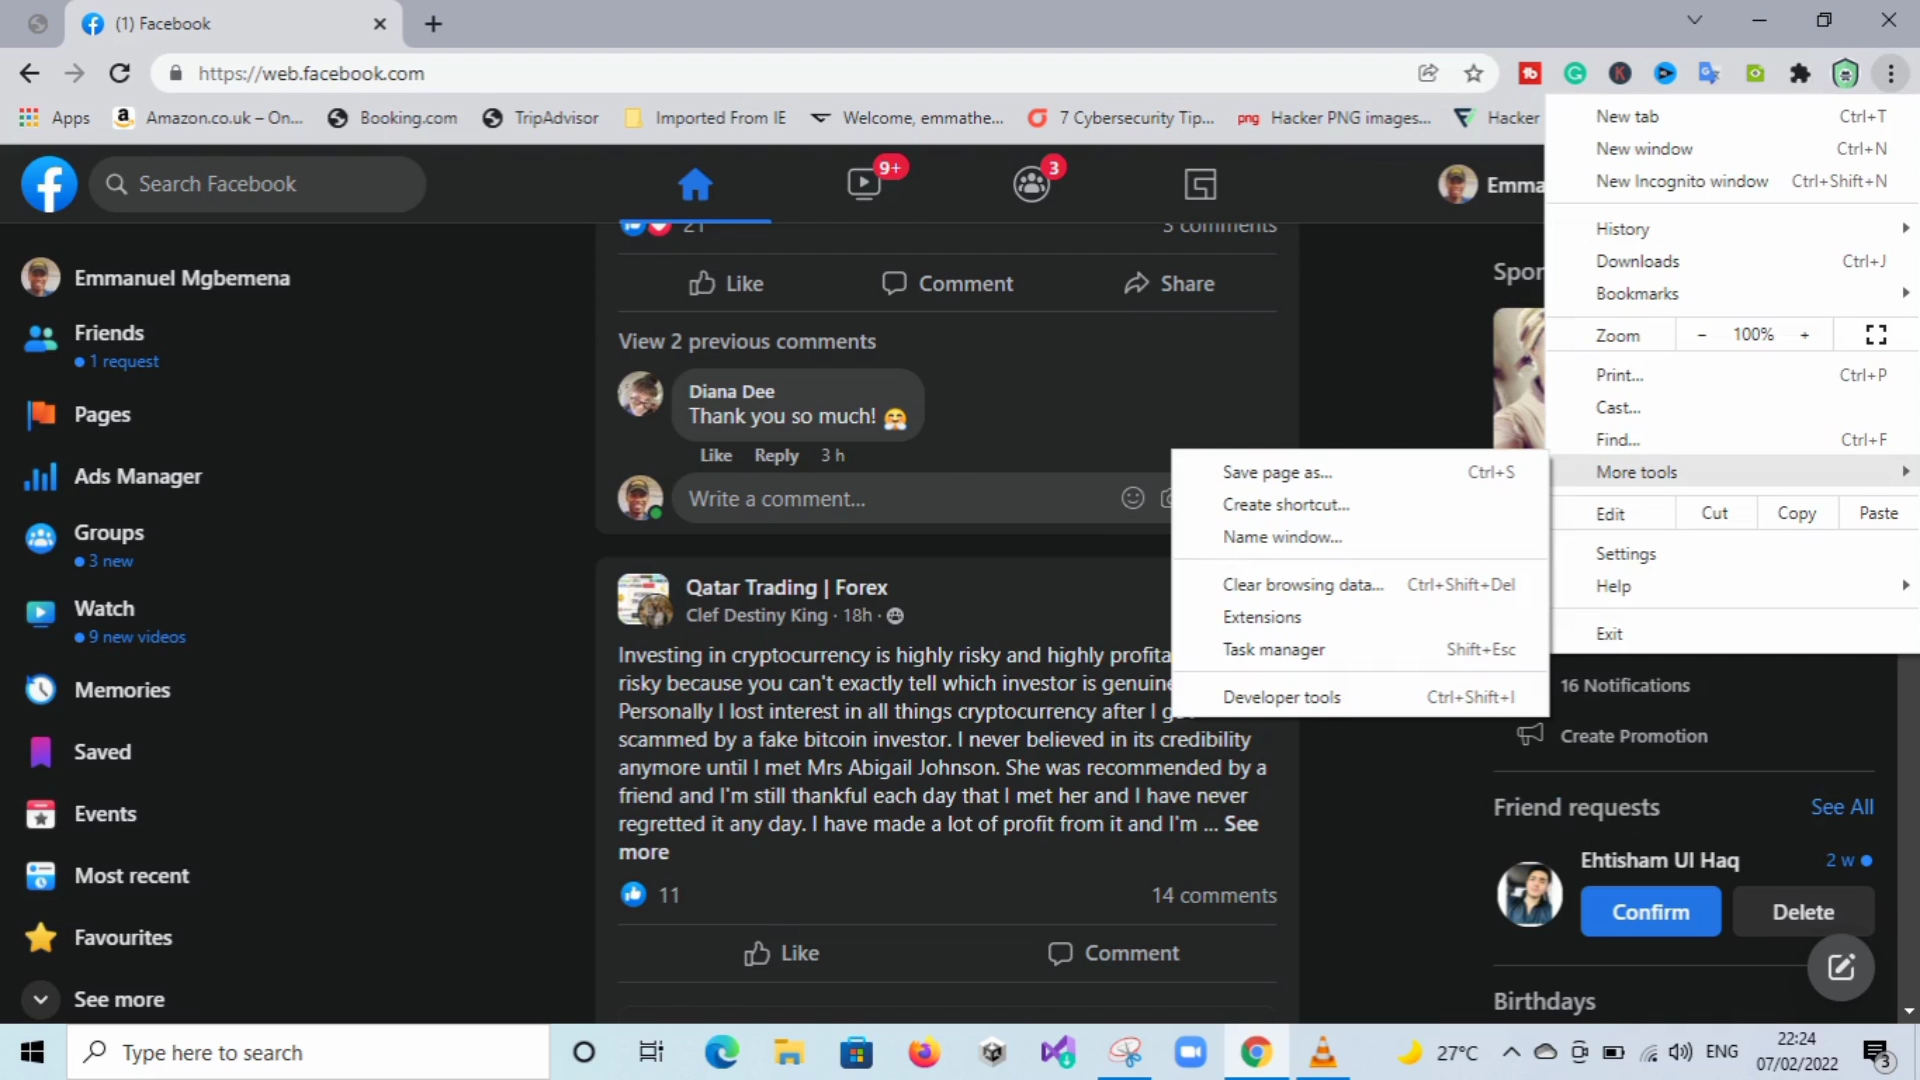 (1) Facebook
https://web.facebook.com
Apps
Amazon.co.uk – On...
Booking.com
TripAdvisor
Imported From IE
Welcome, emmathe...
7 Cybersecurity Tip...
png
Hacker PNG images...
Hacker
New tab Ctrl+T
New window Ctrl+N
New Incognito window Ctrl+Shift+N
History
Downloads Ctrl+J
Bookmarks
Zoom - 100% +
Print... Ctrl+P
Cast...
Find... Ctrl+F
More tools
Edit Cut Copy Paste
Settings
Help
Exit
Save page as... Ctrl+S
Create shortcut...
Name window...
Clear browsing data... Ctrl+Shift+Del
Extensions
Task manager Shift+Esc
Developer tools Ctrl+Shift+I
Search Facebook
9+
3
Emma
Emmanuel Mgbemena
Friends
1 request
Pages
Ads Manager
Groups
3 new
Watch
9 new videos
Memories
Saved
Events
Most recent
Favourites
See more
21 3 comments
Like Comment Share
View 2 previous comments
Diana Dee
Thank you so much!
Like Reply 3 h
Write a comment...
Qatar Trading | Forex
Clef Destiny King · 18h ·
Investing in cryptocurrency is highly risky and highly profita
risky because you can't exactly tell which investor is genuine
Personally I lost interest in all things cryptocurrency after I g
scammed by a fake bitcoin investor. I never believed in its credibility
anymore until I met Mrs Abigail Johnson. She was recommended by a
friend and I'm still thankful each day that I met her and I have never
regretted it any day. I have made a lot of profit from it and I'm ... See
more
11 14 comments
Like Comment
Spor
16 Notifications
Create Promotion
Friend requests See All
Ehtisham Ul Haq 2 w
Confirm Delete
Birthdays
Type here to search
27°C
ENG
22:24
07/02/2022
3